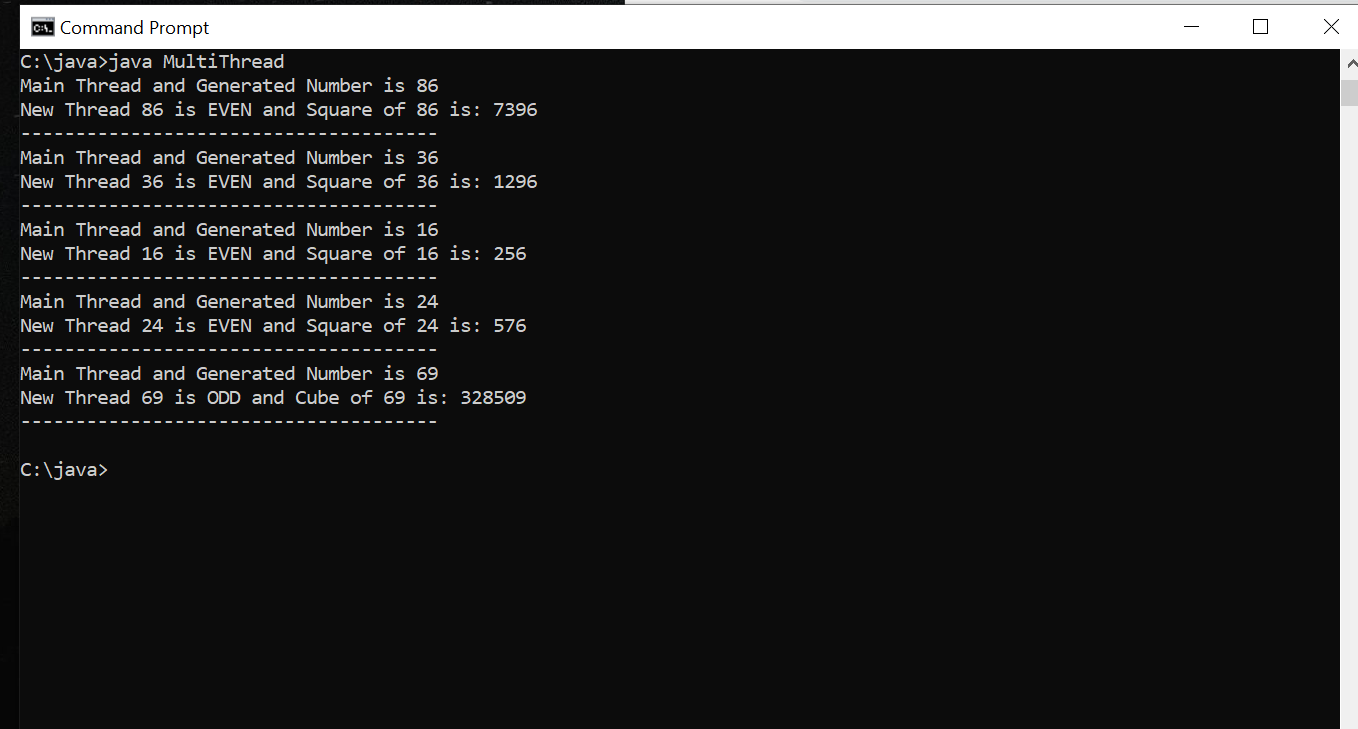 Command Prompt
C:\java>java MultiThread
Main Thread and Generated Number is 86
New Thread 86 is EVEN and Square of 86 is: 7396
--------------------------------------
Main Thread and Generated Number is 36
New Thread 36 is EVEN and Square of 36 is: 1296
--------------------------------------
Main Thread and Generated Number is 16
New Thread 16 is EVEN and Square of 16 is: 256
--------------------------------------
Main Thread and Generated Number is 24
New Thread 24 is EVEN and Square of 24 is: 576
--------------------------------------
Main Thread and Generated Number is 69
New Thread 69 is ODD and Cube of 69 is: 328509
--------------------------------------
C:\java>